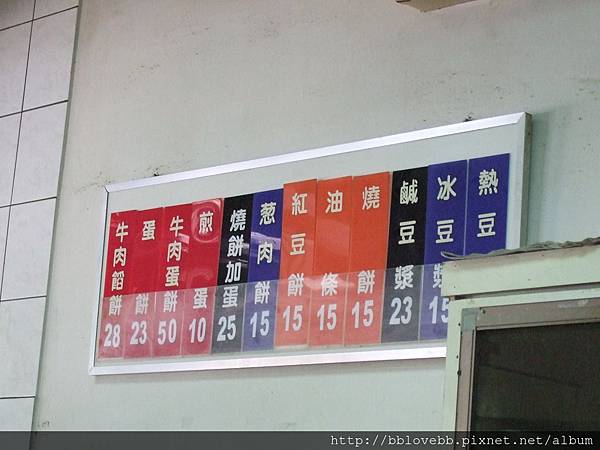 熱豆
冰豆漿 15
鹹豆漿 23
燒餅 15
油條 15
紅豆餅 15
葱肉餅 15
燒餅加蛋 25
煎蛋 10
牛肉蛋餅 50
蛋餅 23
牛肉餡餅 28
http://bblovebb.pixnet.net/album